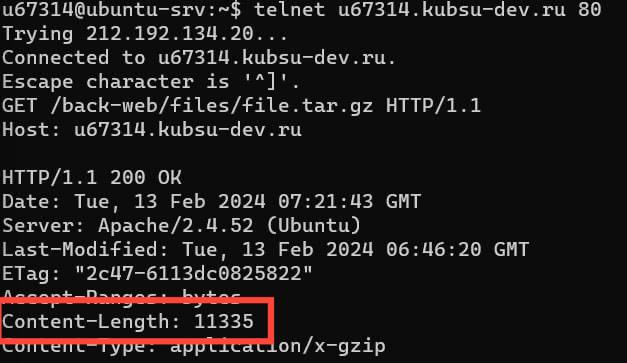 u67314@ubuntu-srv:~$ telnet u67314.kubsu-dev.ru 80
Trying 212.192.134.20...
Connected to u67314.kubsu-dev.ru.
Escape character is '^]'.
GET /back-web/files/file.tar.gz HTTP/1.1
Host: u67314.kubsu-dev.ru

HTTP/1.1 200 OK
Date: Tue, 13 Feb 2024 07:21:43 GMT
Server: Apache/2.4.52 (Ubuntu)
Last-Modified: Tue, 13 Feb 2024 06:46:20 GMT
ETag: "2c47-6113dc0825822"
Accept-Ranges: bytes
Content-Length: 11335
Content-Type: application/x-gzip